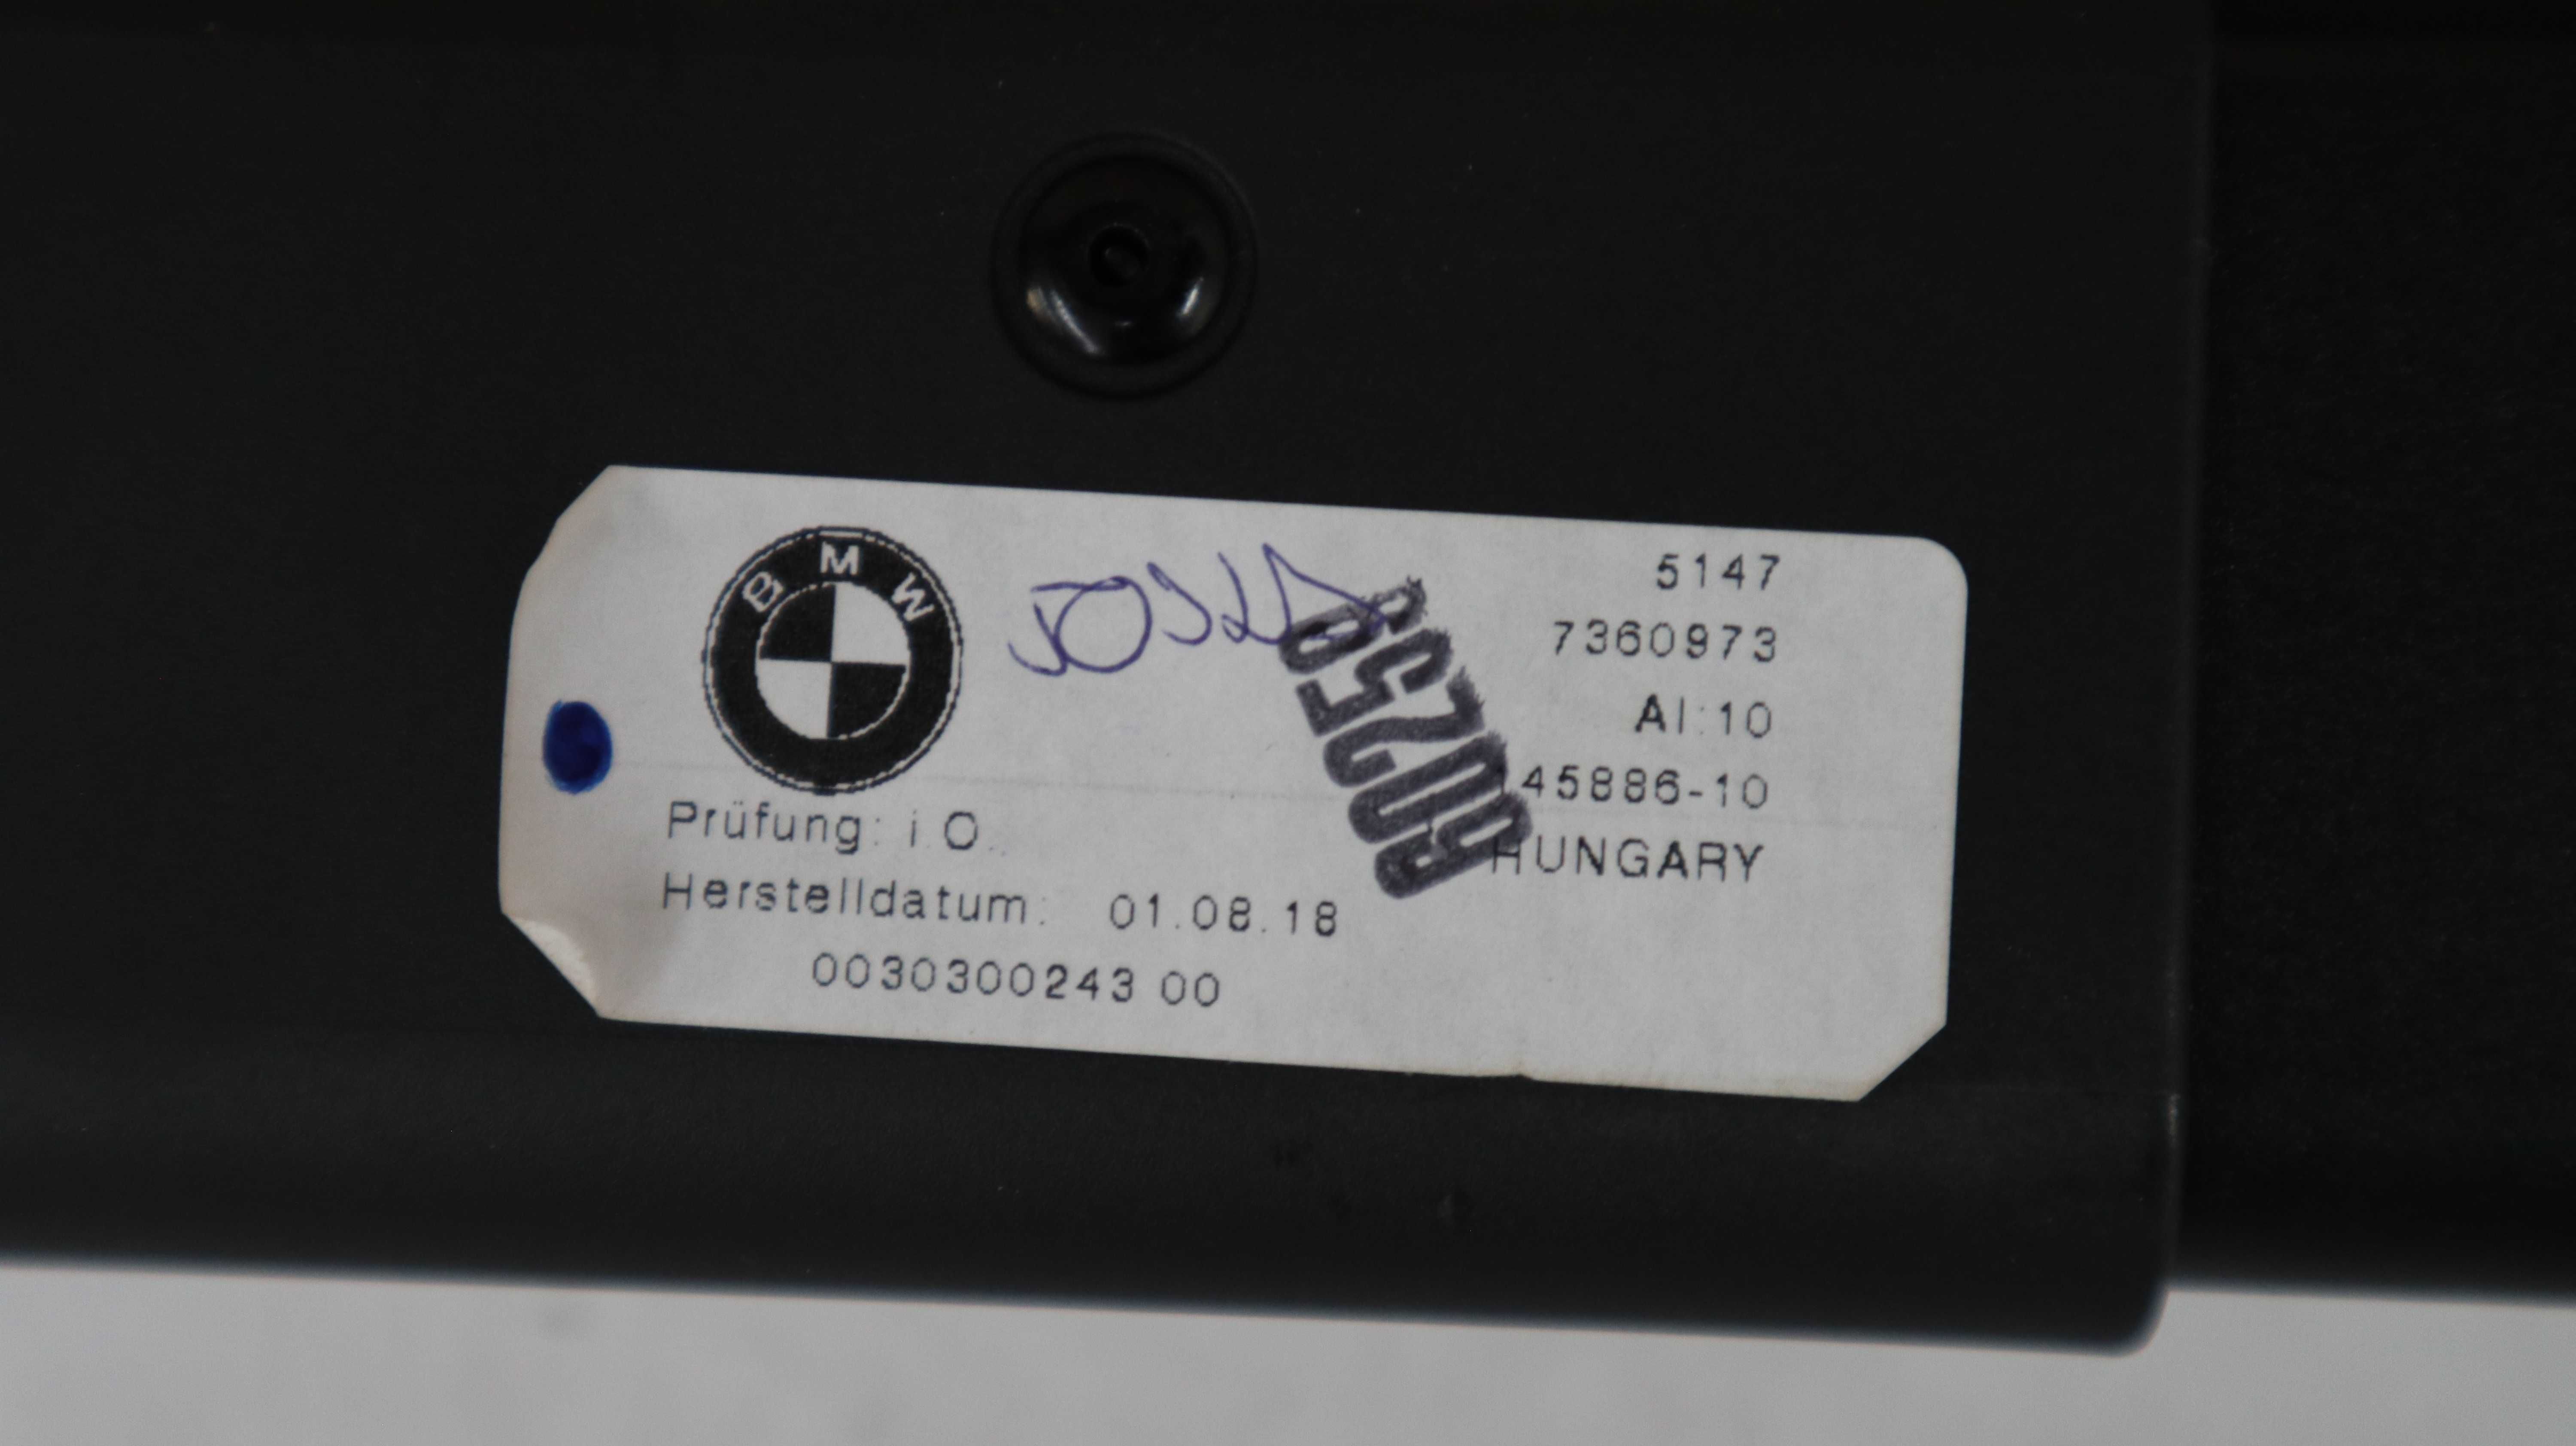 BMW
5147
7360973
AI:10
45886-10
HUNGARY
Prüfung: i.O.
Herstelldatum: 01.08.18
0030300243 00